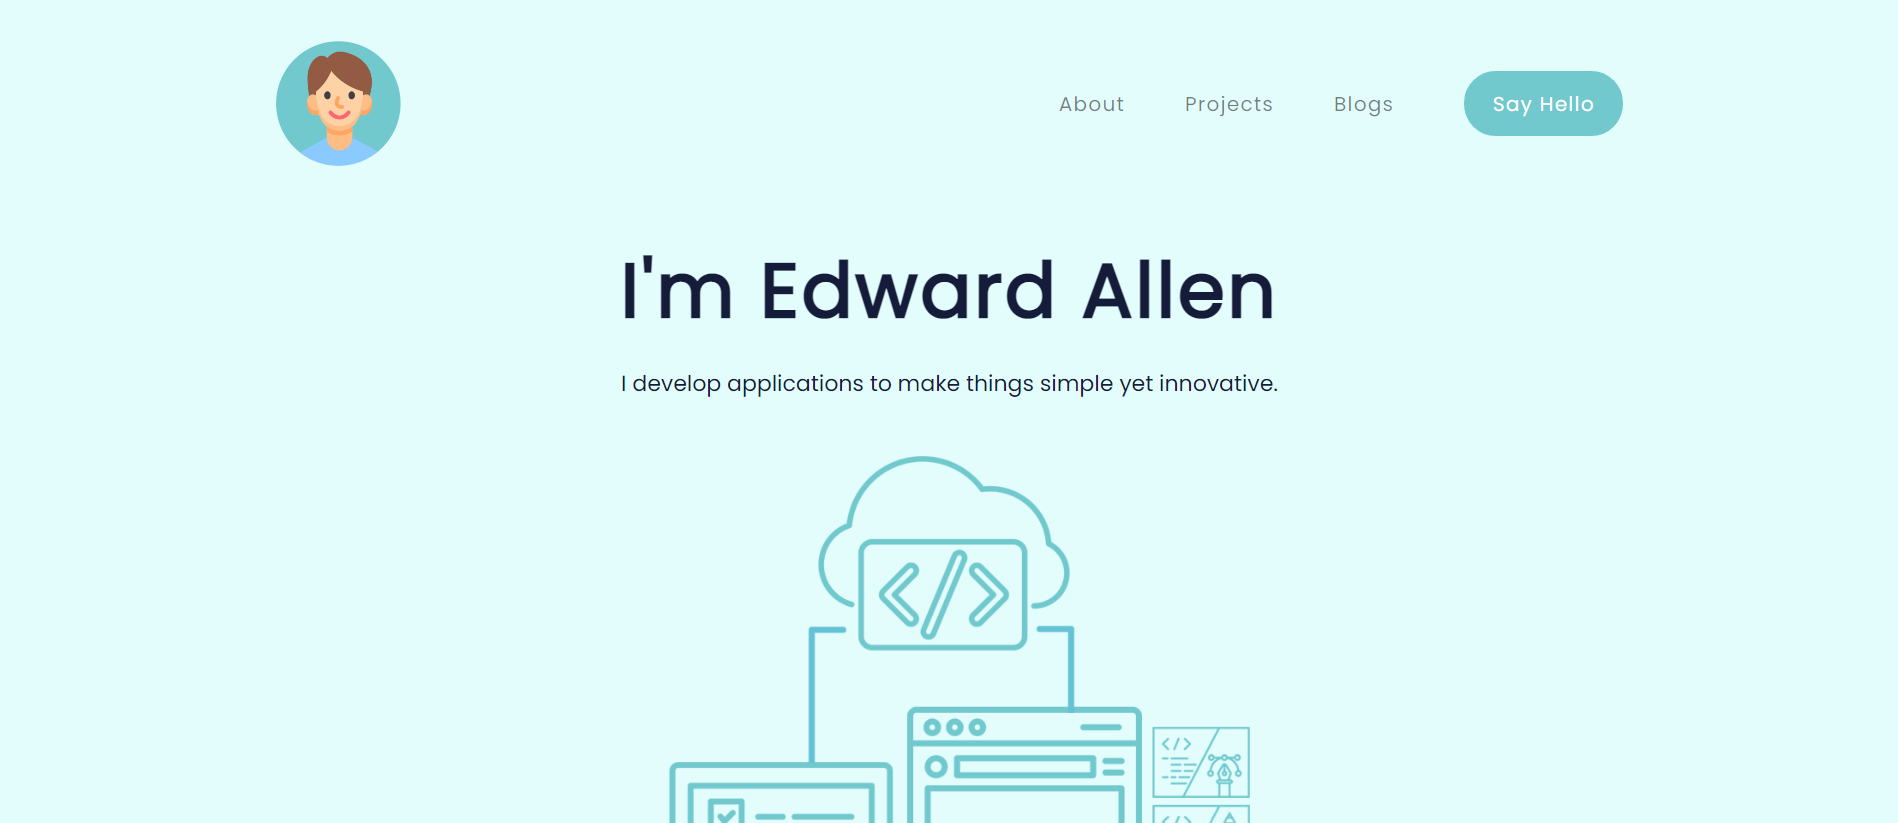 About Projects Blogs Say Hello
I'm Edward Allen
I develop applications to make things simple yet innovative.